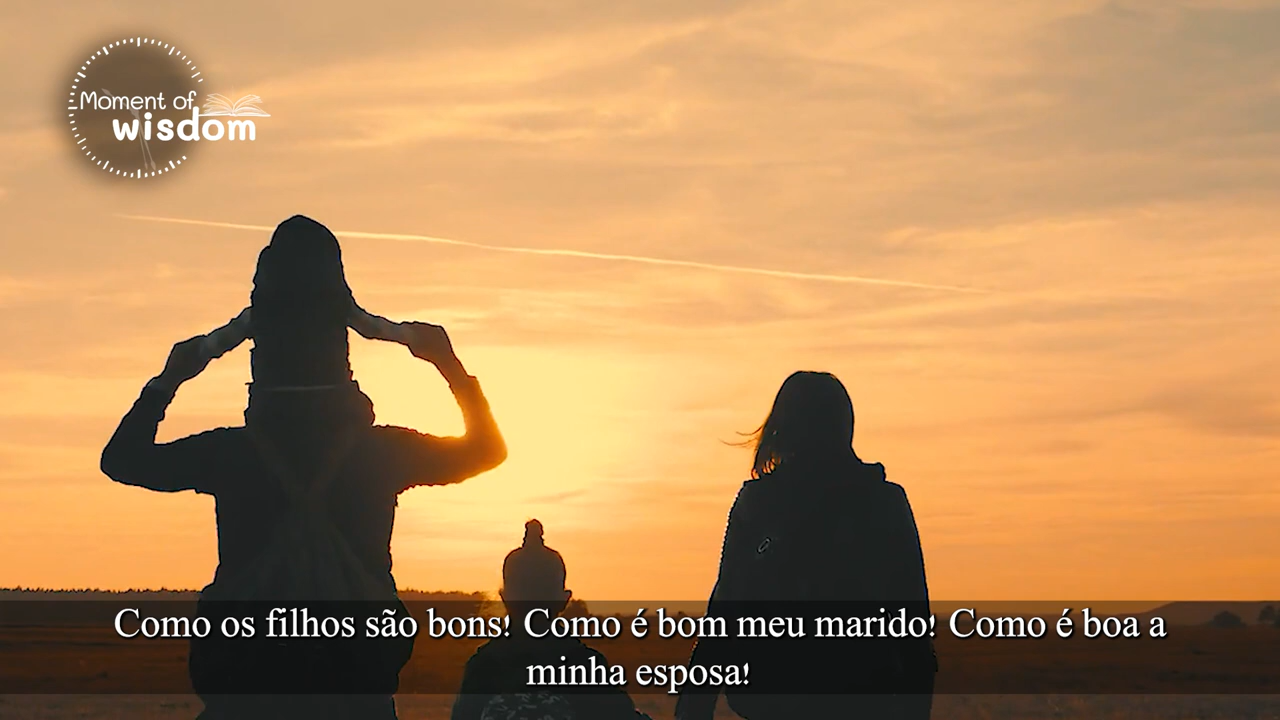 Moment of
wisdom
Como os filhos são bons! Como é bom meu marido! Como é boa a
minha esposa!